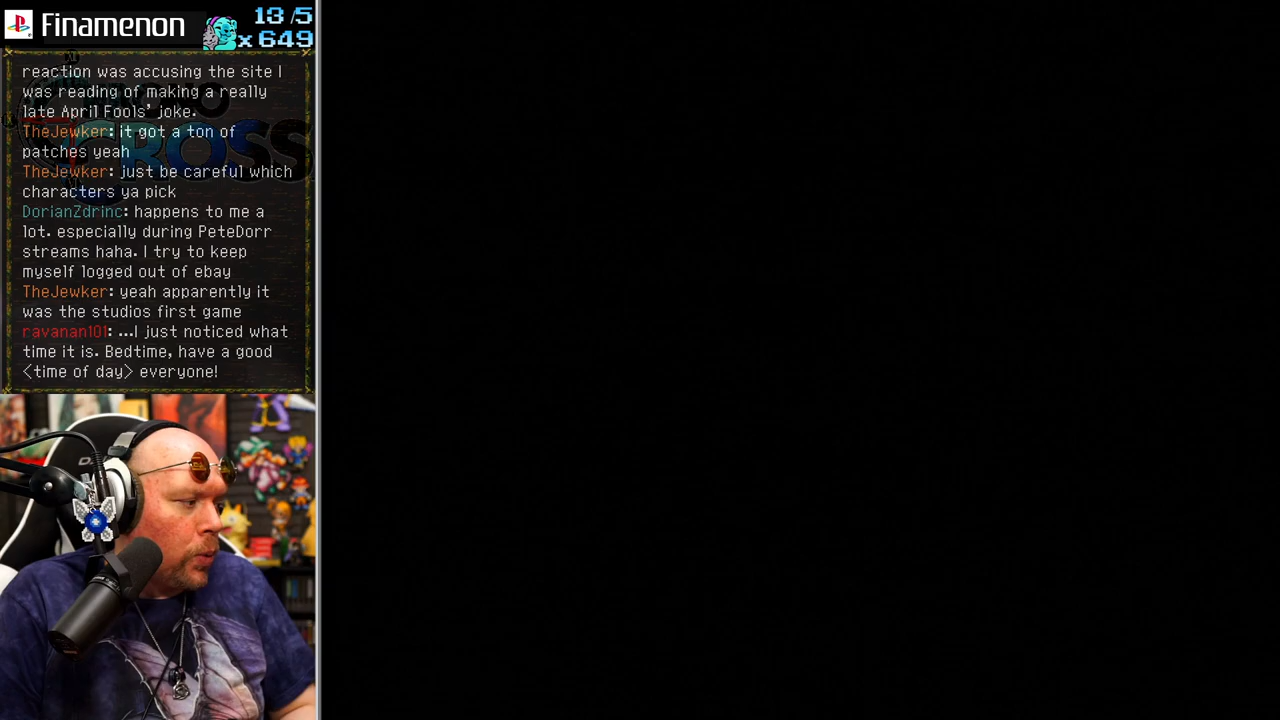 Finamenon
13/5
x649
reaction was accusing the site I
was reading of making a really
late April Fools' joke.
TheJewker: it got a ton of
patches yeah
TheJewker: just be careful which
characters ya pick
DorianZdrinc: happens to me a
lot. especially during PeteDorr
streams haha. I try to keep
myself logged out of ebay
TheJewker: yeah apparently it
was the studios first game
ravanan101: ...I just noticed what
time it is. Bedtime, have a good
<time of day> everyone!
CROSS